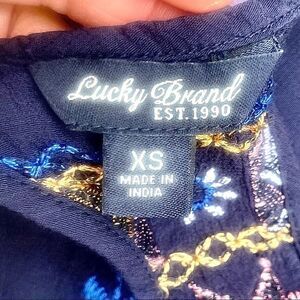 Lucky Brand
EST.1990
XS
MADE IN
INDIA